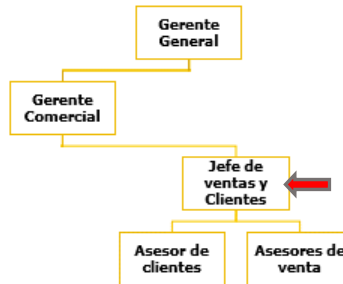 Gerente
General
Gerente
Comercial
Jefe de
ventas y
Clientes
Asesor de
clientes
Asesores de
venta